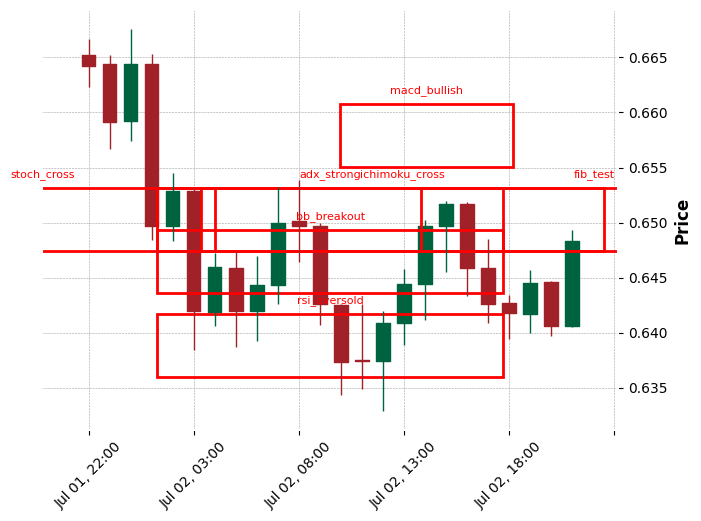 0.665
macd_bullish
0.660
0.655
stoch_cross
adx_strongichimoku_cross
fib_test
bb_breakout
0.650
Price
0.645
rsi_oversold
0.640
0.635
Jul 01, 22:00
Jul 02, 03:00
Jul 02, 08:00
Jul 02, 13:00
Jul 02, 18:00